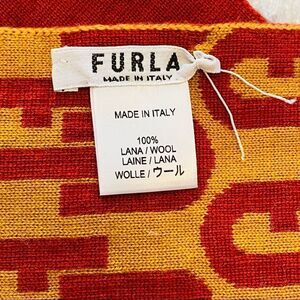 FURLA
MADE IN ITALY
MADE IN ITALY
100%
LANA / WOOL
LAINE / LANA
WOLLE / ウール